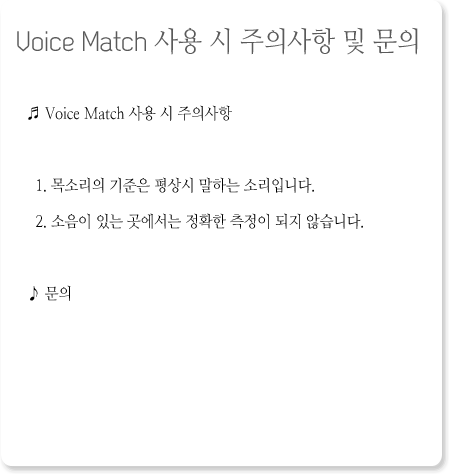 Voice Match 사용 시 주의사항 및 문의
♬ Voice Match 사용 시 주의사항
1. 목소리의 기준은 평상시 말하는 소리입니다.
2. 소음이 있는 곳에서는 정확한 측정이 되지 않습니다.
♪ 문의